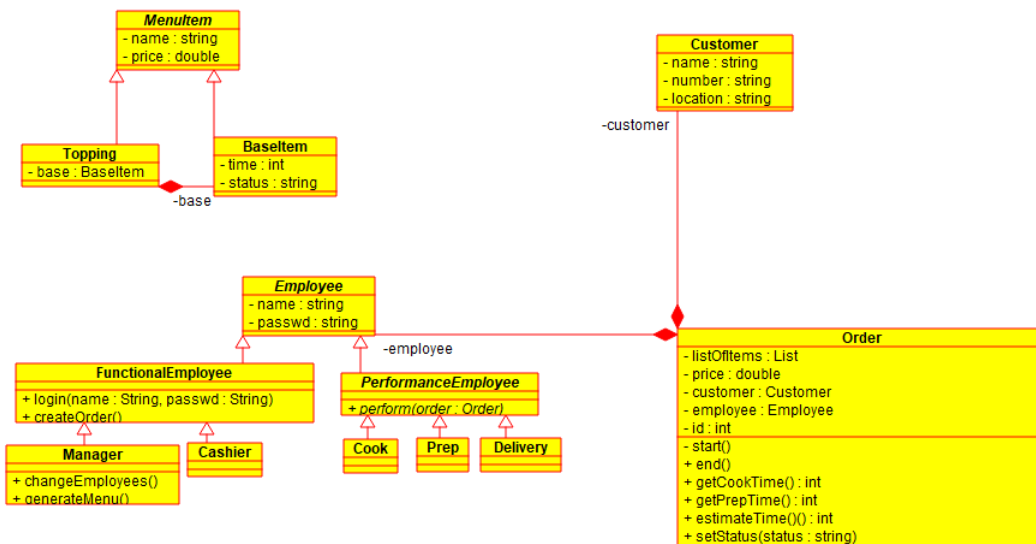 MenuItem
- name : string
- price : double
Customer
- name : string
- number : string
- location : string
-customer
Topping
- base : BaseItem
BaseItem
- time : int
- status : string
-base
Employee
- name : string
- passwd : string
-employee
Order
- listOfItems : List
- price : double
- customer : Customer
- employee : Employee
- id : int
- start()
+ end()
+ getCookTime() : int
+ getPrepTime() : int
+ estimateTime()() : int
+ setStatus(status : string)
FunctionalEmployee
+ login(name : String, passwd : String)
+ createOrder()
PerformanceEmployee
+ perform(order : Order)
Manager
+ changeEmployees()
+ generateMenu()
Cashier
Cook
Prep
Delivery